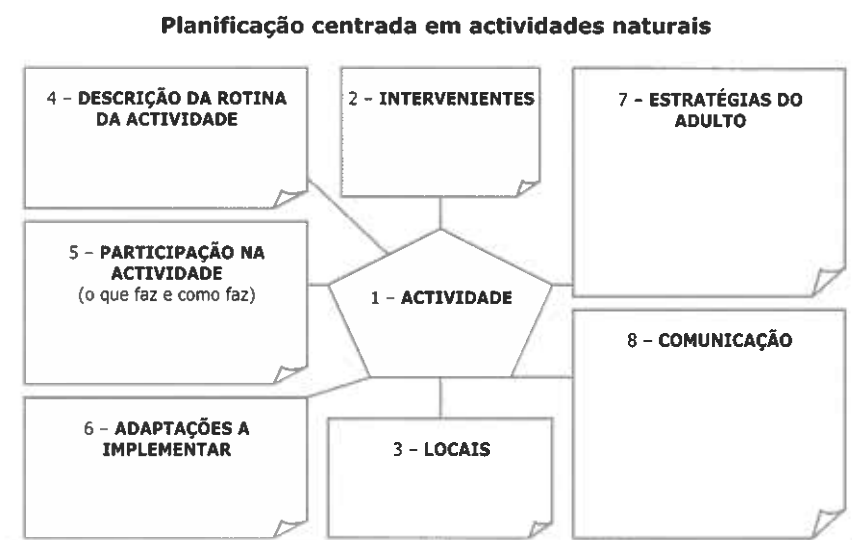 Planificação centrada em actividades naturais
4 – DESCRIÇÃO DA ROTINA
DA ACTIVIDADE
2 – INTERVENIENTES
7 – ESTRATÉGIAS DO
ADULTO
5 – PARTICIPAÇÃO NA
ACTIVIDADE
(o que faz e como faz)
1 – ACTIVIDADE
8 – COMUNICAÇÃO
6 – ADAPTAÇÕES A
IMPLEMENTAR
3 – LOCAIS